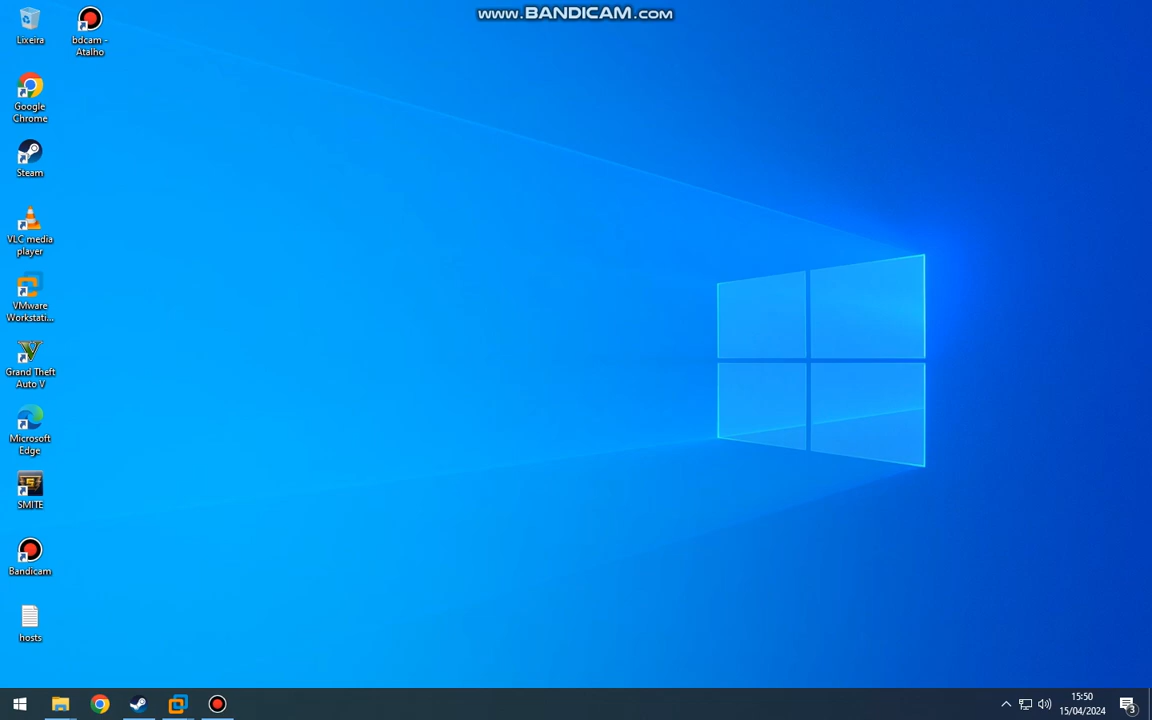 www.BANDICAM.com
Lixeira
bdcam -
Atalho
Google
Chrome
Steam
VLC media
player
VMware
Workstati...
Grand Theft
Auto V
Microsoft
Edge
SMITE
Bandicam
hosts
15:50
15/04/2024
3